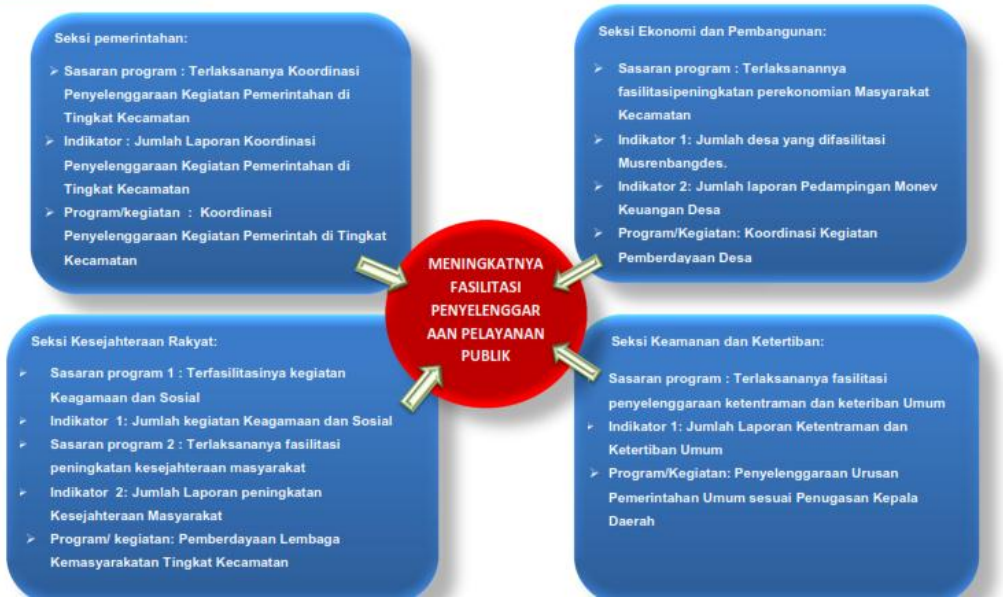 Seksi pemerintahan:
➢ Sasaran program : Terlaksananya Koordinasi
Penyelenggaraan Kegiatan Pemerintahan di
Tingkat Kecamatan
➢ Indikator : Jumlah Laporan Koordinasi
Penyelenggaraan Kegiatan Pemerintahan di
Tingkat Kecamatan
➢ Program/kegiatan : Koordinasi
Penyelenggaraan Kegiatan Pemerintah di Tingkat
Kecamatan
Seksi Ekonomi dan Pembangunan:
➢ Sasaran program : Terlaksanannya
fasilitasipeningkatan perekonomian Masyarakat
Kecamatan
➢ Indikator 1: Jumlah desa yang difasilitasi
Musrenbangdes.
➢ Indikator 2: Jumlah laporan Pedampingan Monev
Keuangan Desa
➢ Program/Kegiatan: Koordinasi Kegiatan
Pemberdayaan Desa
MENINGKATNYA
FASILITASI
PENYELENGGAR
AAN PELAYANAN
PUBLIK
Seksi Kesejahteraan Rakyat:
➢ Sasaran program 1 : Terfasilitasinya kegiatan
Keagamaan dan Sosial
➢ Indikator 1: Jumlah kegiatan Keagamaan dan Sosial
➢ Sasaran program 2 : Terlaksananya fasilitasi
peningkatan kesejahteraan masyarakat
➢ Indikator 2: Jumlah Laporan peningkatan
Kesejahteraan Masyarakat
➢ Program/ kegiatan: Pemberdayaan Lembaga
Kemasyarakatan Tingkat Kecamatan
Seksi Keamanan dan Ketertiban:
Sasaran program : Terlaksananya fasilitasi
penyelenggaraan ketentraman dan keteriban Umum
➢ Indikator 1: Jumlah Laporan Ketentraman dan
Ketertiban Umum
➢ Program/Kegiatan: Penyelenggaraan Urusan
Pemerintahan Umum sesuai Penugasan Kepala
Daerah